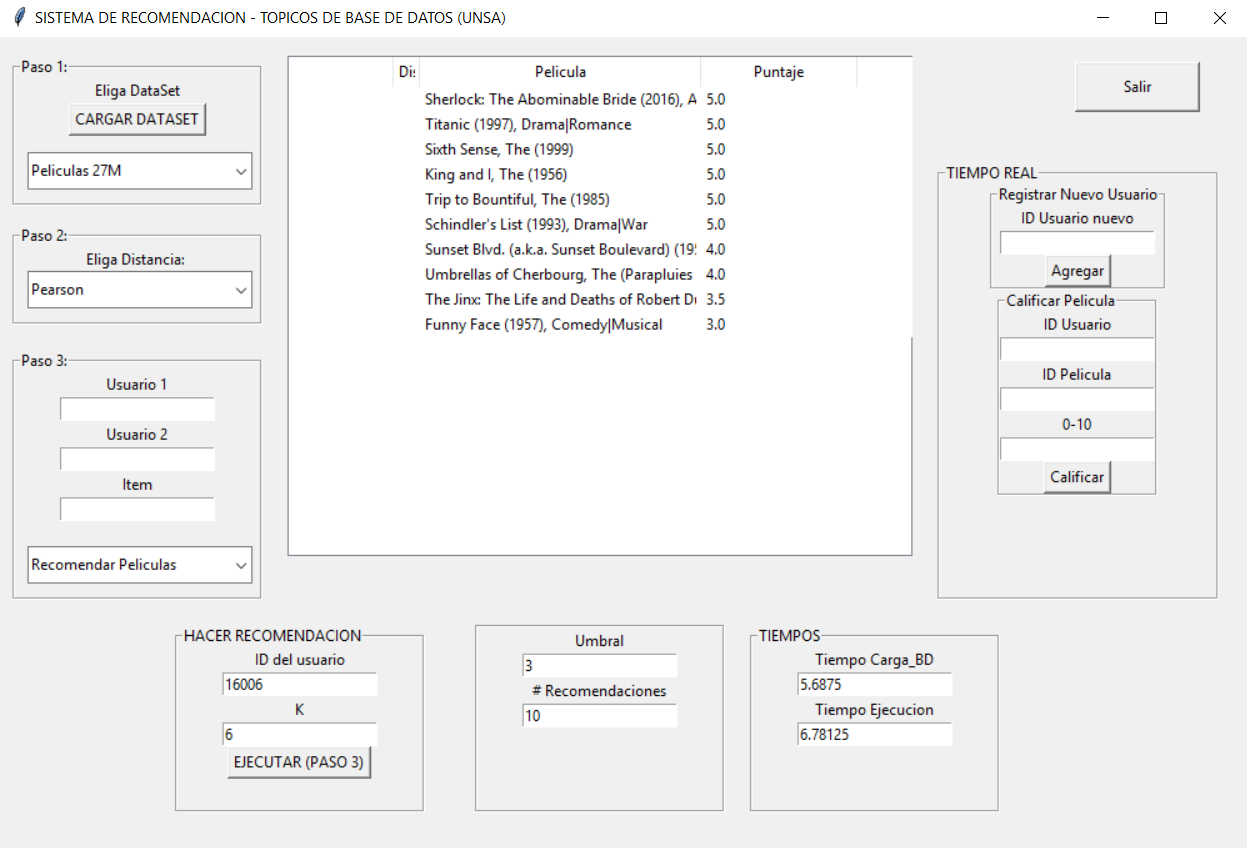 SISTEMA DE RECOMENDACION - TOPICOS DE BASE DE DATOS (UNSA)
Paso 1:
Eliga DataSet
CARGAR DATASET
Peliculas 27M
Paso 2:
Eliga Distancia:
Pearson
Paso 3:
Usuario 1
Usuario 2
Item
Recomendar Peliculas
Dis Pelicula Puntaje
Sherlock: The Abominable Bride (2016), A 5.0
Titanic (1997), Drama|Romance 5.0
Sixth Sense, The (1999) 5.0
King and I, The (1956) 5.0
Trip to Bountiful, The (1985) 5.0
Schindler's List (1993), Drama|War 5.0
Sunset Blvd. (a.k.a. Sunset Boulevard) (19 4.0
Umbrellas of Cherbourg, The (Parapluies 4.0
The Jinx: The Life and Deaths of Robert Du 3.5
Funny Face (1957), Comedy|Musical 3.0
Salir
TIEMPO REAL
Registrar Nuevo Usuario
ID Usuario nuevo
Agregar
Calificar Pelicula
ID Usuario
ID Pelicula
0-10
Calificar
HACER RECOMENDACION
ID del usuario
16006
K
6
EJECUTAR (PASO 3)
Umbral
3
# Recomendaciones
10
TIEMPOS
Tiempo Carga_BD
5.6875
Tiempo Ejecucion
6.78125